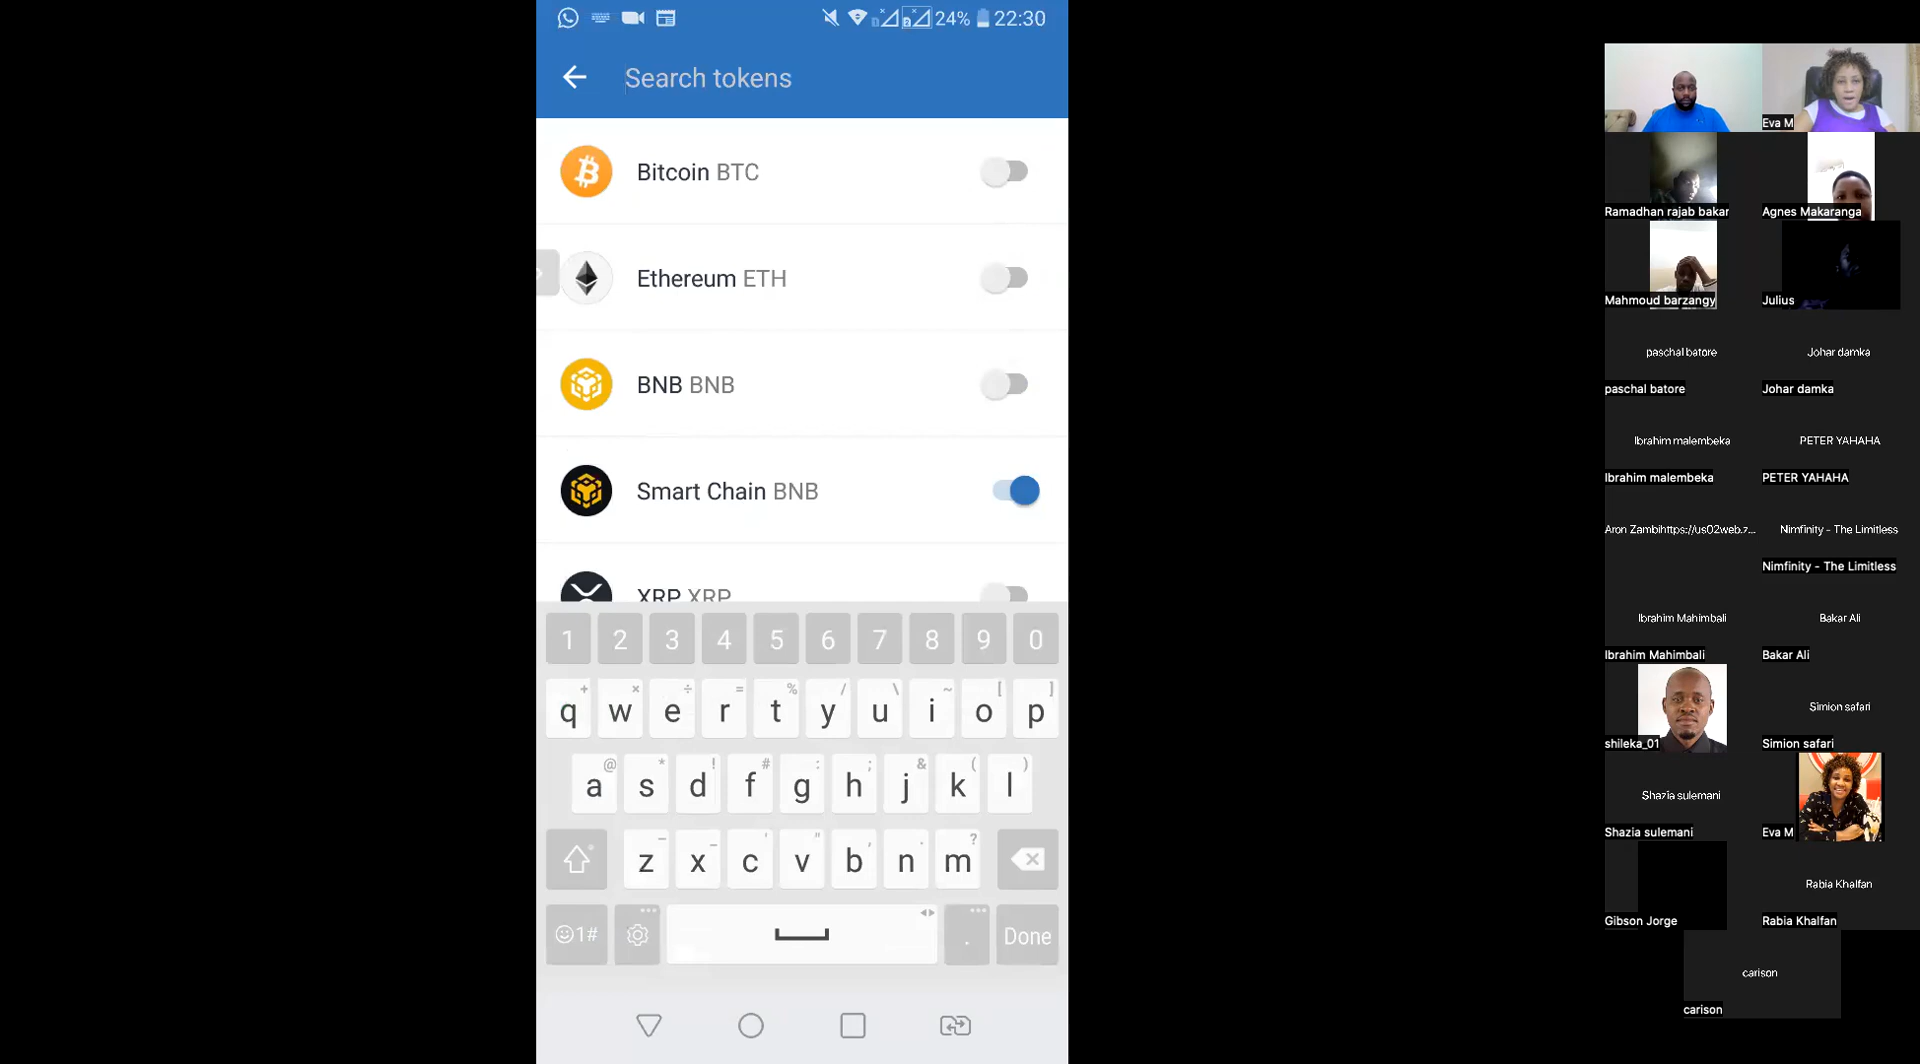 24% 22:30
Search tokens
Bitcoin BTC
Ethereum ETH
BNB BNB
Smart Chain BNB
XRP XRP
1 2 3 4 5 6 7 8 9 0
+ × ÷ = % / \ ~ [ ]
q w e r t y u i o p
@ * ! # : ; & ( )
a s d f g h j k l
– _ ' " , . ?
z x c v b n m
1# . Done
Eva M
Ramadhan rajab bakar
Agnes Makaranga
Mahmoud barzangy
Julius
paschal batore
Johar damka
paschal batore
Johar damka
Ibrahim malembeka
PETER YAHAHA
Ibrahim malembeka
PETER YAHAHA
Aron Zambihttps://us02web.z...
Nimfinity - The Limitless
Nimfinity - The Limitless
Ibrahim Mahimbali
Bakar Ali
Ibrahim Mahimbali
Bakar Ali
Simion safari
shileka_01
Simion safari
Shazia sulemani
Shazia sulemani
Eva M
Rabia Khalfan
Gibson Jorge
Rabia Khalfan
carison
carison